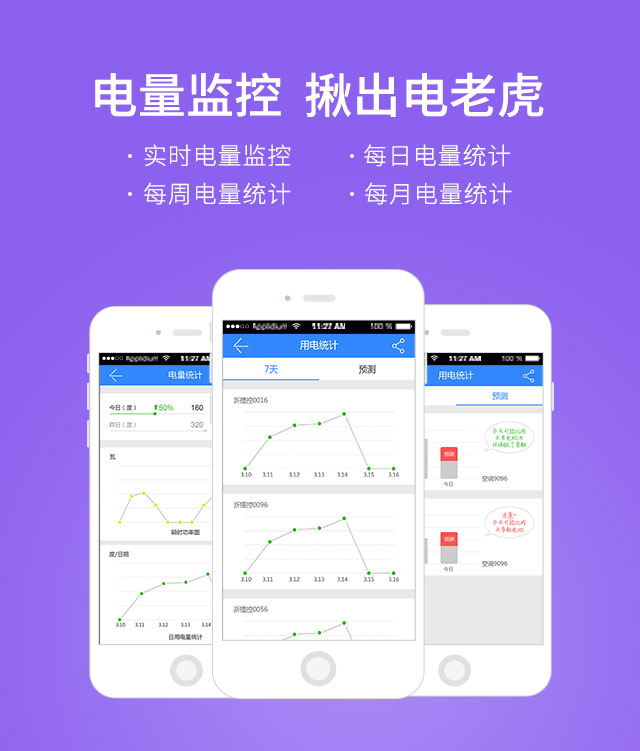 电量监控 揪出电老虎
· 实时电量监控
· 每日电量统计
· 每周电量统计
· 每月电量统计
11:27 AM
电量统计
今日（度）
50%
160
昨日（度）
320
瓦
瞬时功率图
度/日期
3.10 3.11 3.12 3.13 3.14
日用电量统计
11:27 AM 100 %
用电统计
7天
预测
新插控0016
3.10 3.11 3.12 3.13 3.14 3.15 3.16
新插控0096
3.10 3.11 3.12 3.13 3.14 3.15 3.16
新插控0056
11:27 AM 100 %
用电统计
预测
预测
今日
空调9096
预测
今日
空调9096